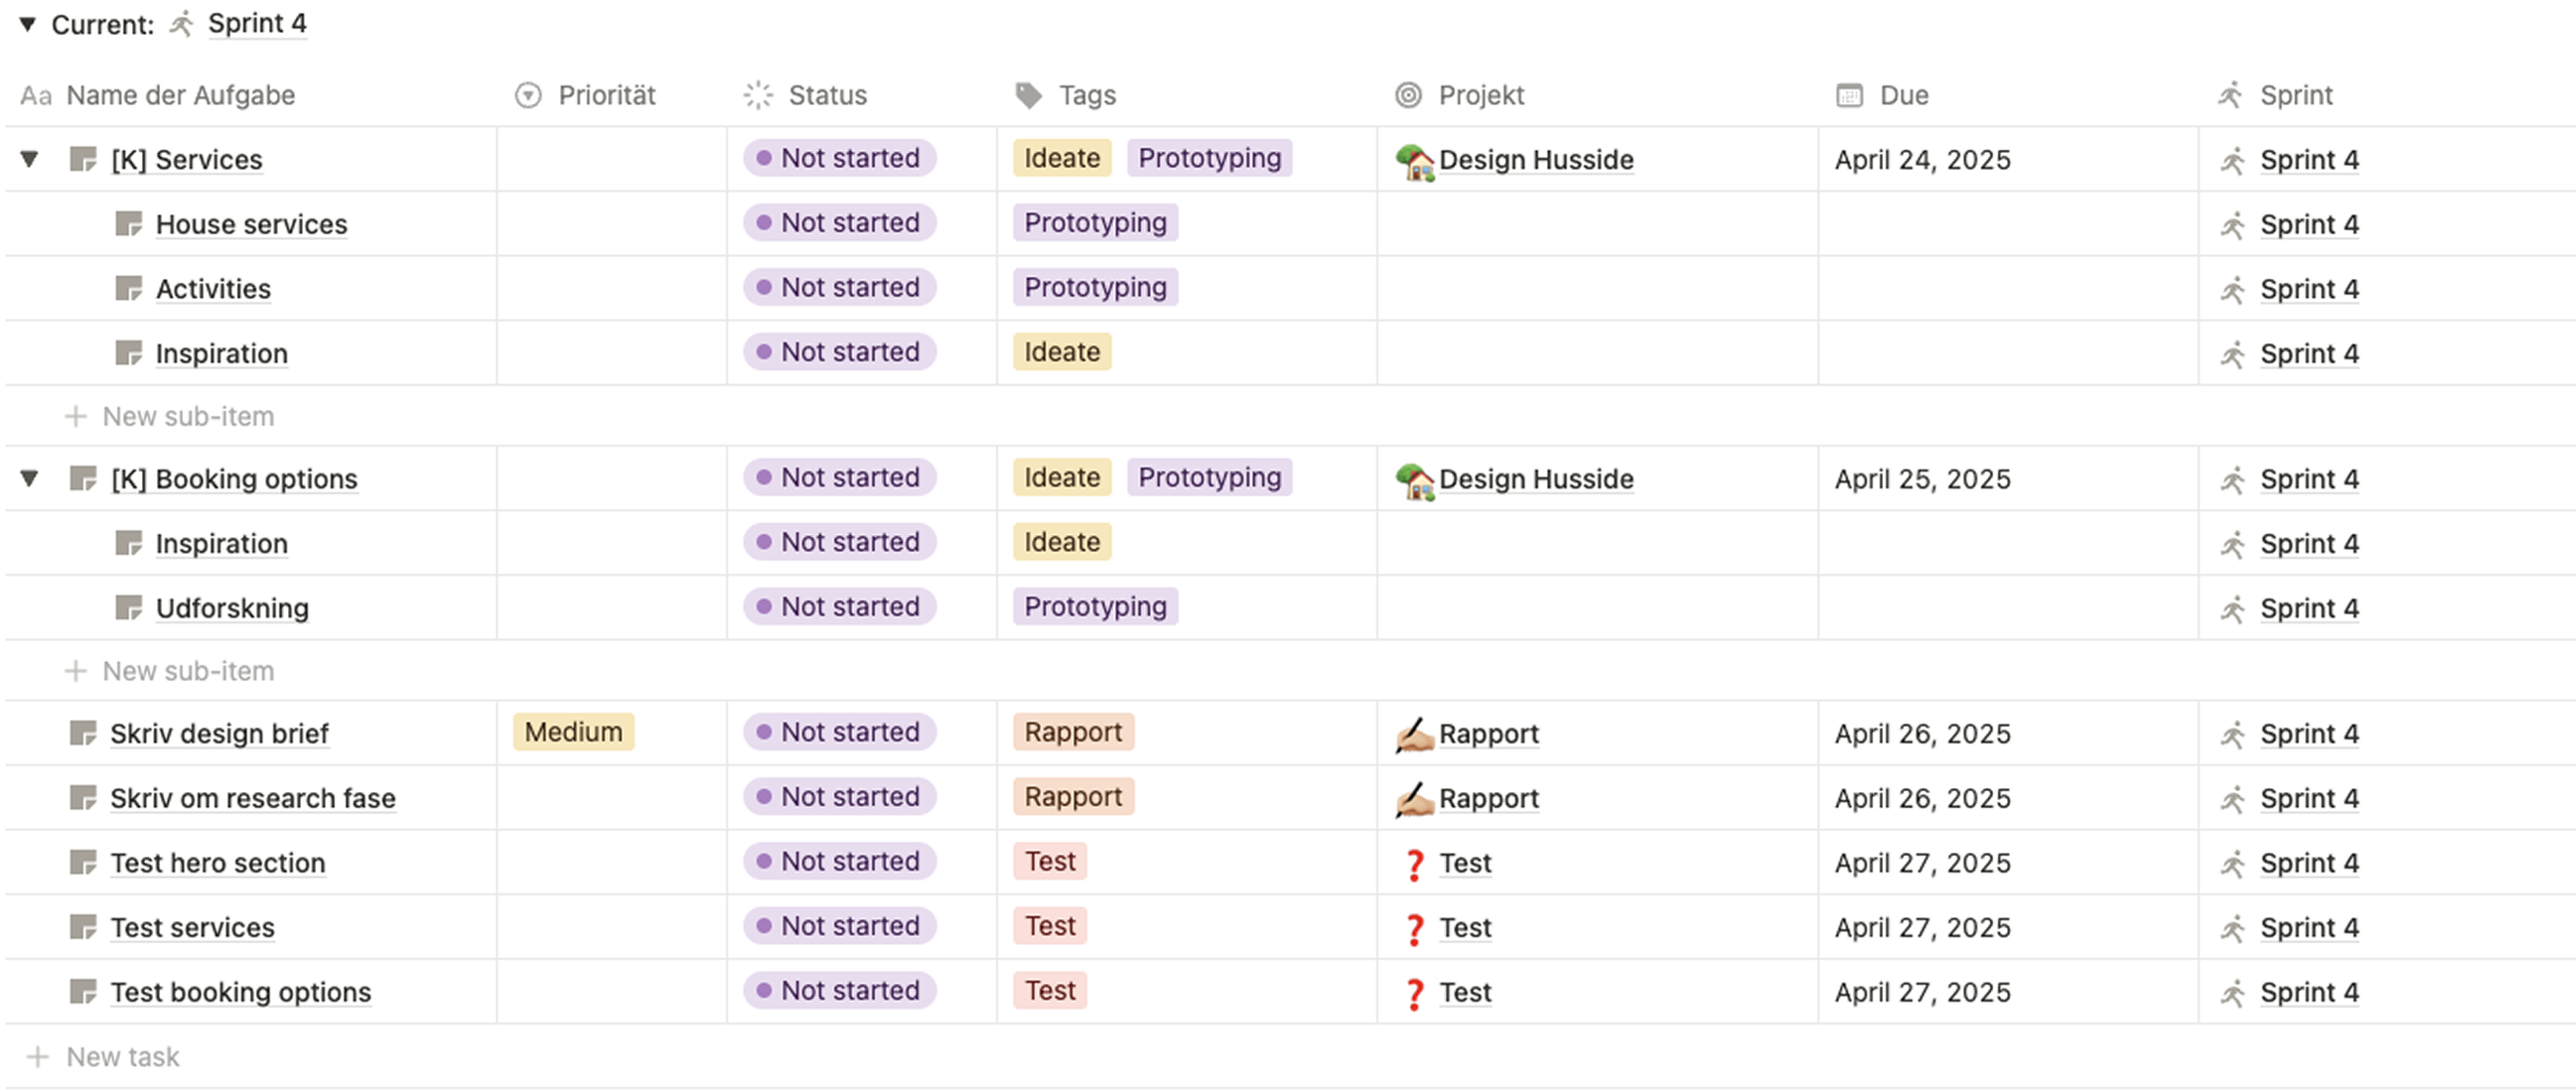 Current: Sprint 4
Aa Name der Aufgabe Priorität Status Tags Projekt Due Sprint
[K] Services Not started Ideate Prototyping Design Husside April 24, 2025 Sprint 4
House services Not started Prototyping Sprint 4
Activities Not started Prototyping Sprint 4
Inspiration Not started Ideate Sprint 4
+ New sub-item
[K] Booking options Not started Ideate Prototyping Design Husside April 25, 2025 Sprint 4
Inspiration Not started Ideate Sprint 4
Udforskning Not started Prototyping Sprint 4
+ New sub-item
Skriv design brief Medium Not started Rapport Rapport April 26, 2025 Sprint 4
Skriv om research fase Not started Rapport Rapport April 26, 2025 Sprint 4
Test hero section Not started Test Test April 27, 2025 Sprint 4
Test services Not started Test Test April 27, 2025 Sprint 4
Test booking options Not started Test Test April 27, 2025 Sprint 4
+ New task